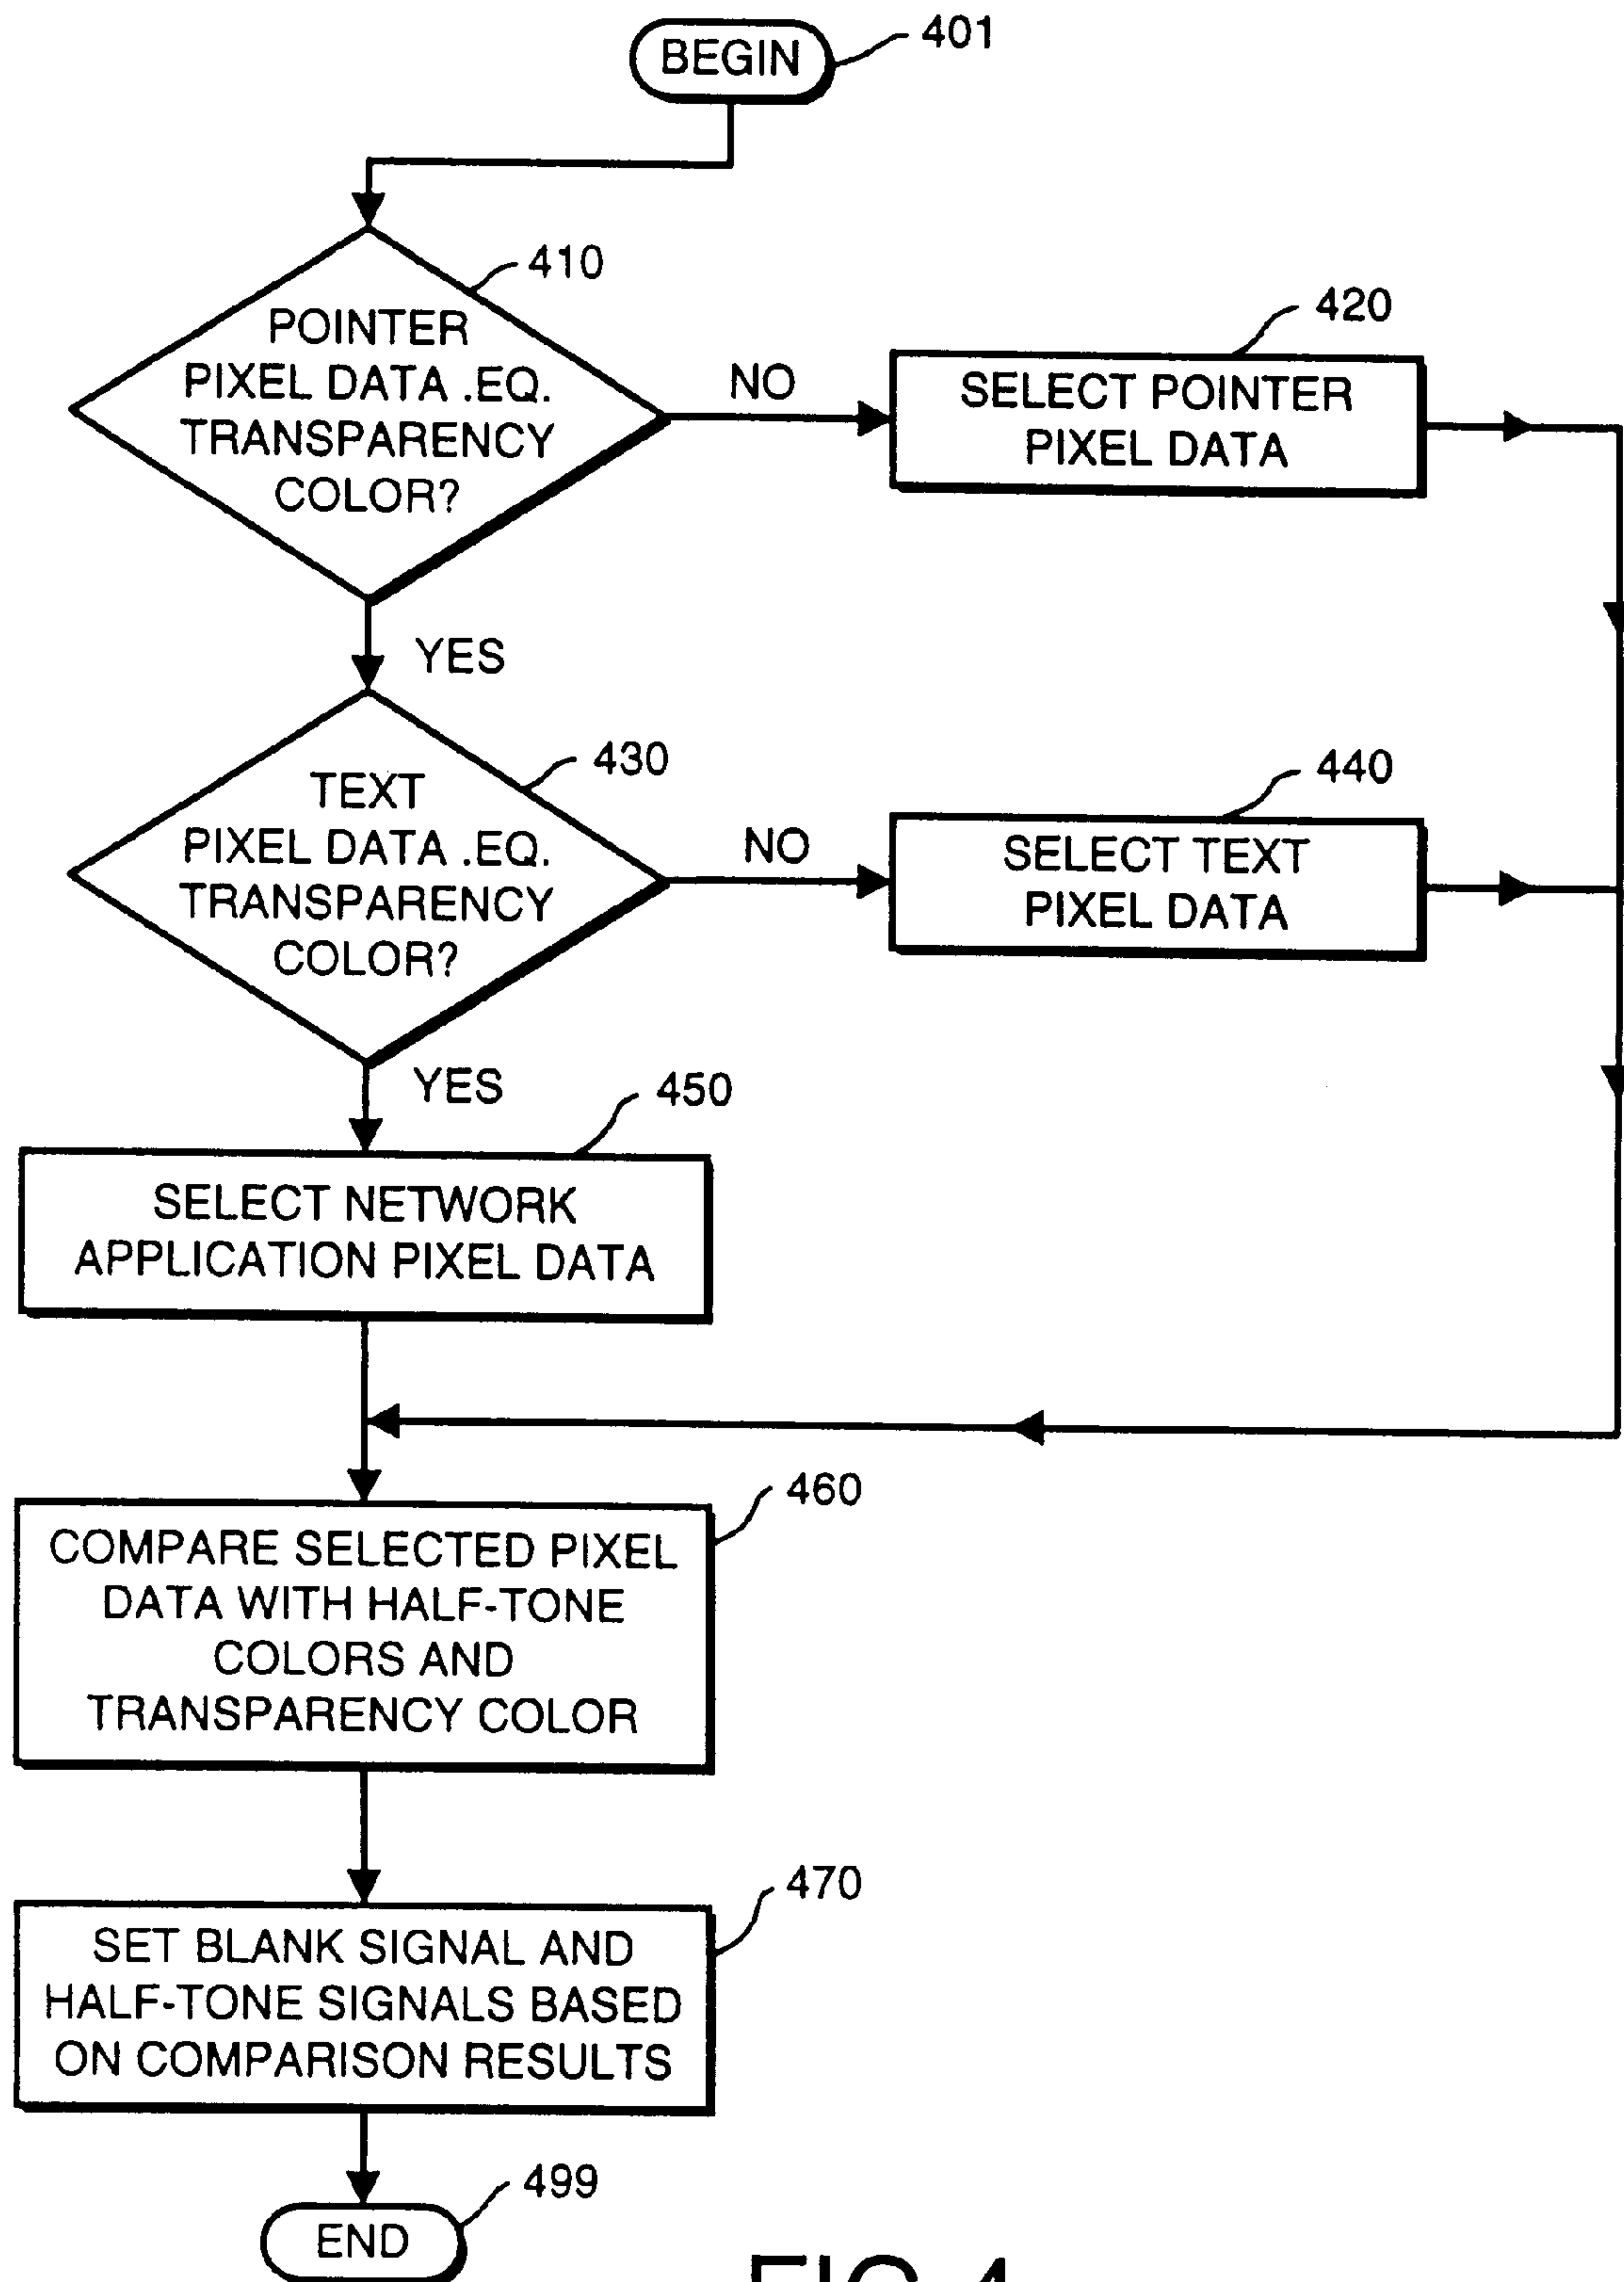 BEGIN
401
410
POINTER
PIXEL DATA .EQ.
TRANSPARENCY
COLOR?
NO
420
SELECT POINTER
PIXEL DATA
YES
430
TEXT
PIXEL DATA .EQ.
TRANSPARENCY
COLOR?
NO
440
SELECT TEXT
PIXEL DATA
YES
450
SELECT NETWORK
APPLICATION PIXEL DATA
460
COMPARE SELECTED PIXEL
DATA WITH HALF-TONE
COLORS AND
TRANSPARENCY COLOR
470
SET BLANK SIGNAL AND
HALF-TONE SIGNALS BASED
ON COMPARISON RESULTS
499
END
FIG 4